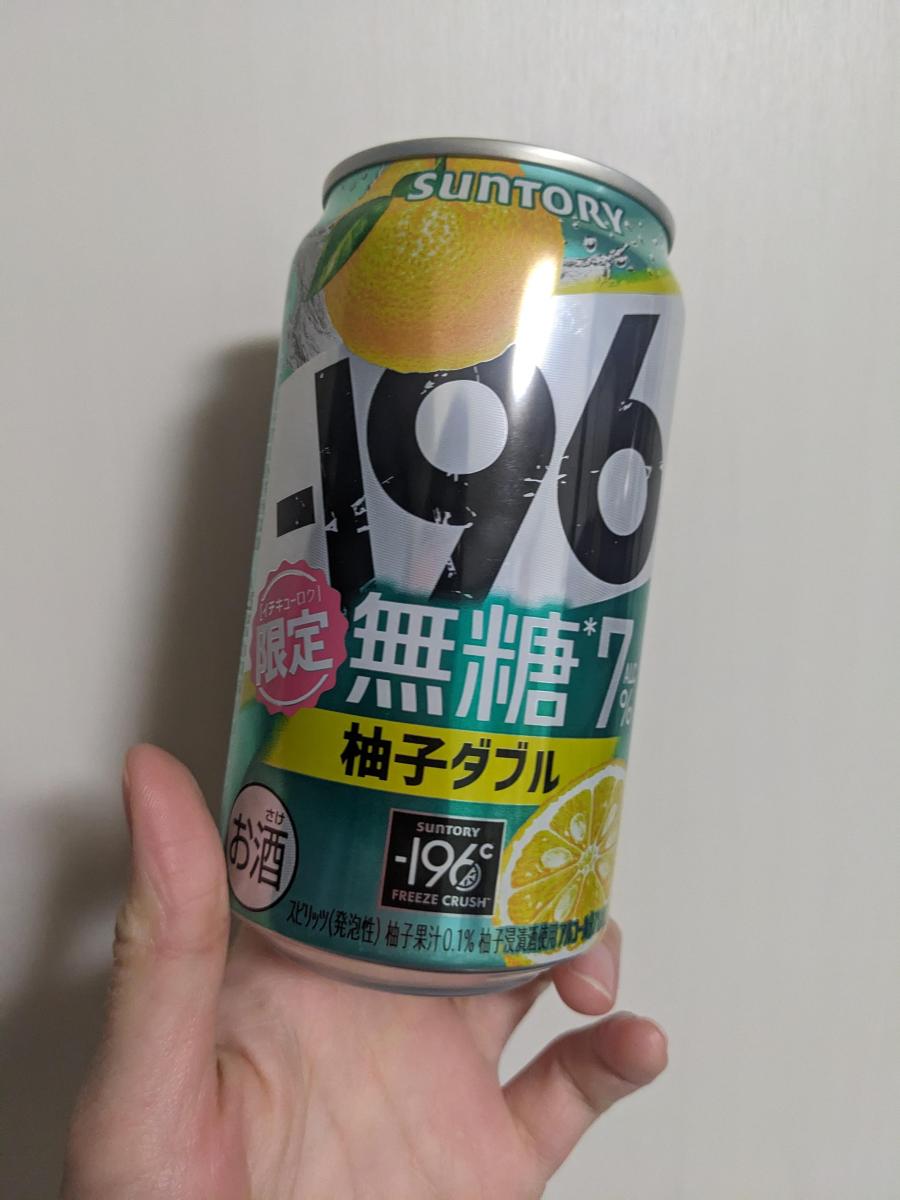 SUNTORY
-196
[イチキューロク]
限定
無糖*7
ALC.
%
柚子ダブル
さけ
お酒
SUNTORY
-196℃
FREEZE CRUSH™
スピリッツ(発泡性) 柚子果汁0.1% 柚子浸漬酒使用